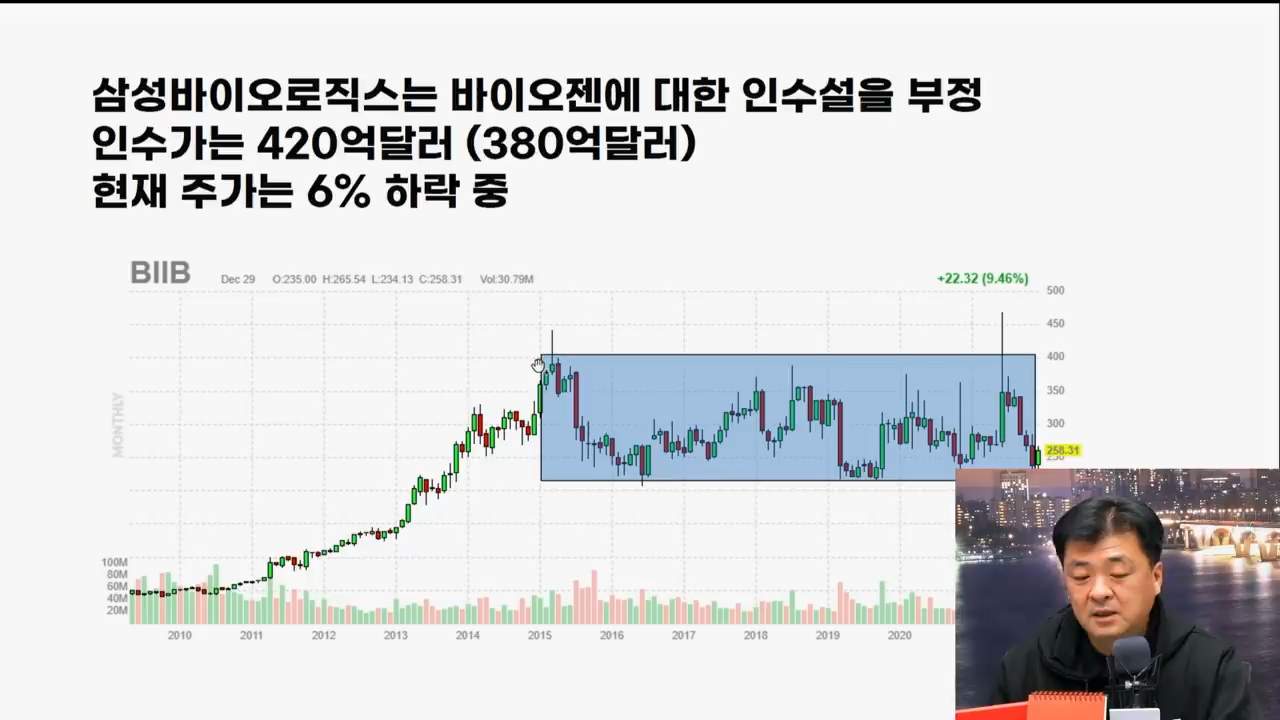 삼성바이오로직스는 바이오젠에 대한 인수설을 부정
인수가는 420억달러 (380억달러)
현재 주가는 6% 하락 중
BIIB Dec 29 O:235.00 H:265.54 L:234.13 C:258.31 Vol:30.79M +22.32 (9.46%)
500
450
400
350
300
258.31
250
MONTHLY
100M
80M
60M
40M
20M
2010 2011 2012 2013 2014 2015 2016 2017 2018 2019 2020